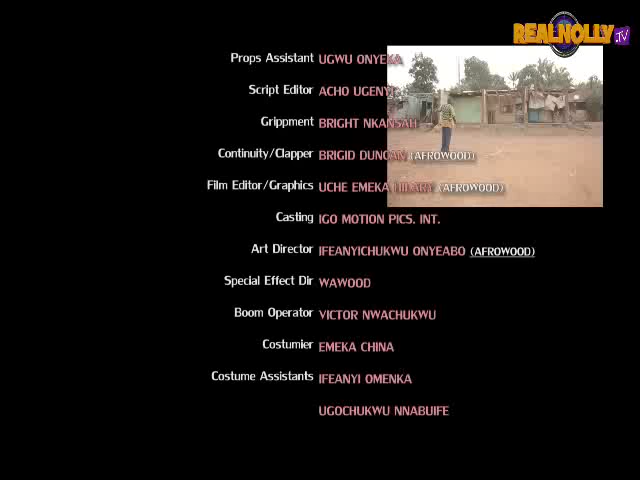 REALNOLLY.TV
Props Assistant UGWU ONYEKA
Script Editor ACHO UGENYI
Grippment BRIGHT NKANSAH
Continuity/Clapper BRIGID DUNCAN (AFROWOOD)
Film Editor/Graphics UCHE EMEKA HILARY (AFROWOOD)
Casting IGO MOTION PICS. INT.
Art Director IFEANYICHUKWU ONYEABO (AFROWOOD)
Special Effect Dir WAWOOD
Boom Operator VICTOR NWACHUKWU
Costumier EMEKA CHINA
Costume Assistants IFEANYI OMENKA
UGOCHUKWU NNABUIFE